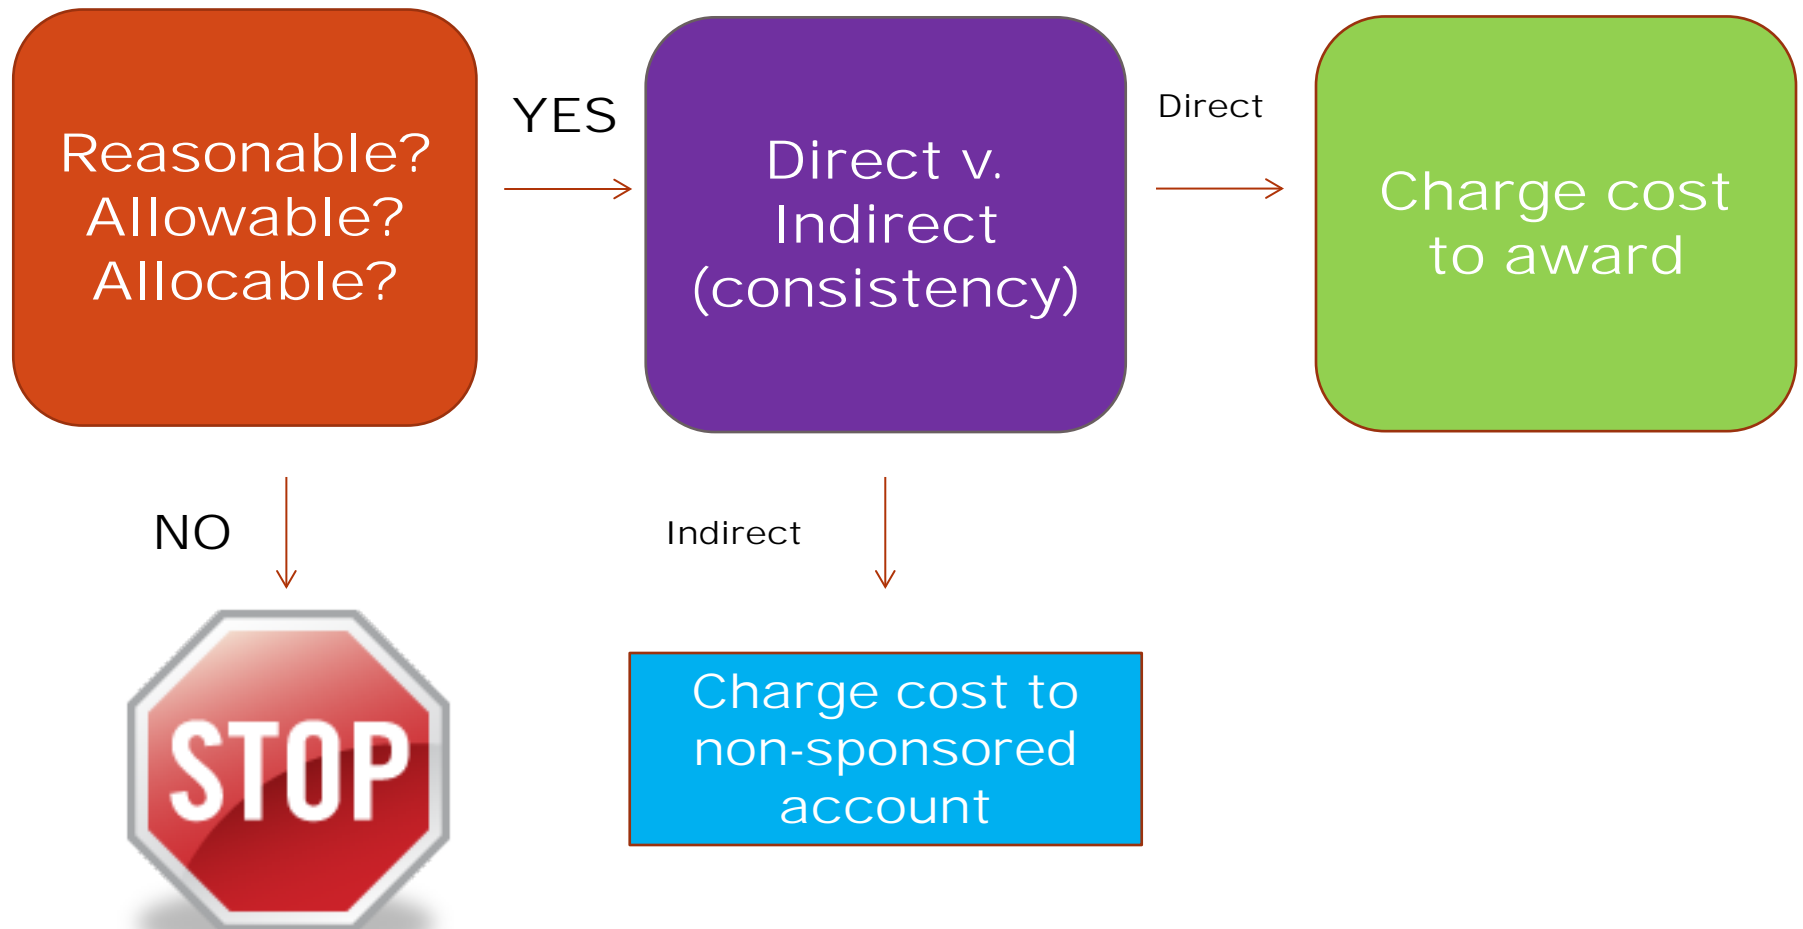 Reasonable?
Allowable?
Allocable?
YES
Direct v.
Indirect
(consistency)
Direct
Charge cost
to award
NO
Indirect
STOP
Charge cost to
non-sponsored
account